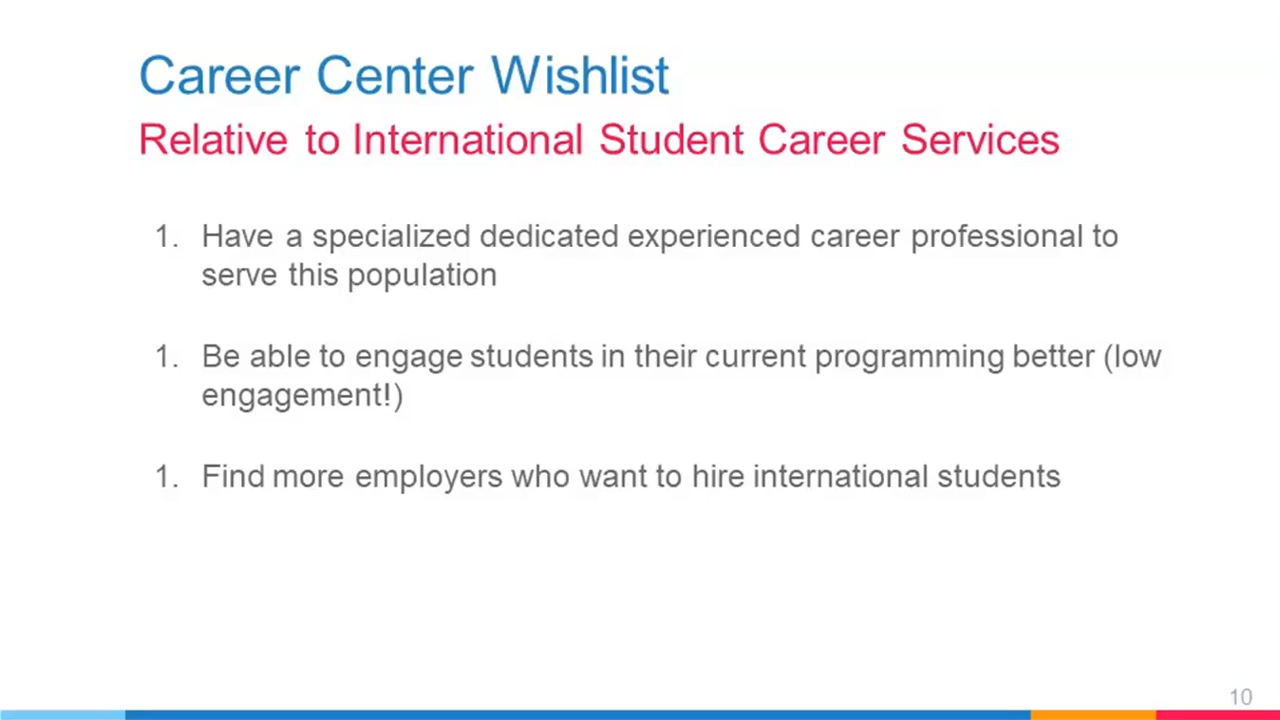 Career Center Wishlist
Relative to International Student Career Services
1. Have a specialized dedicated experienced career professional to
serve this population
1. Be able to engage students in their current programming better (low
engagement!)
1. Find more employers who want to hire international students
10